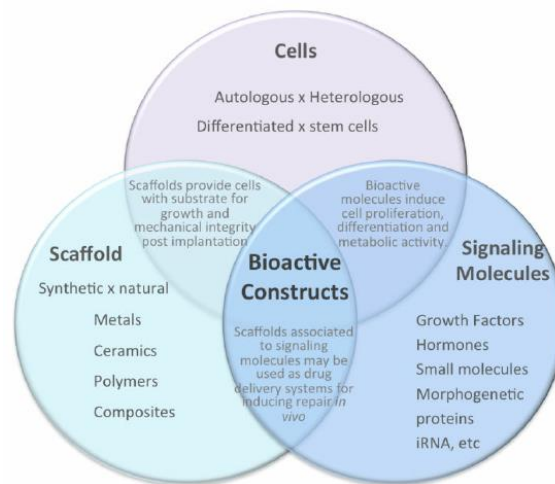 Cells
Autologous x Heterologous
Differentiated x stem cells
Scaffolds provide cells
with substrate for
growth and
mechanical integrity
post implantation
Bioactive
molecules induce
cell proliferation,
differentiation and
metabolic activity.
Scaffold
Synthetic x natural
Metals
Ceramics
Polymers
Composites
Bioactive
Constructs
Scaffolds associated
to signaling
molecules may be
used as drug
delivery systems for
inducing repair in
vivo
Signaling
Molecules
Growth Factors
Hormones
Small molecules
Morphogenetic
proteins
iRNA, etc